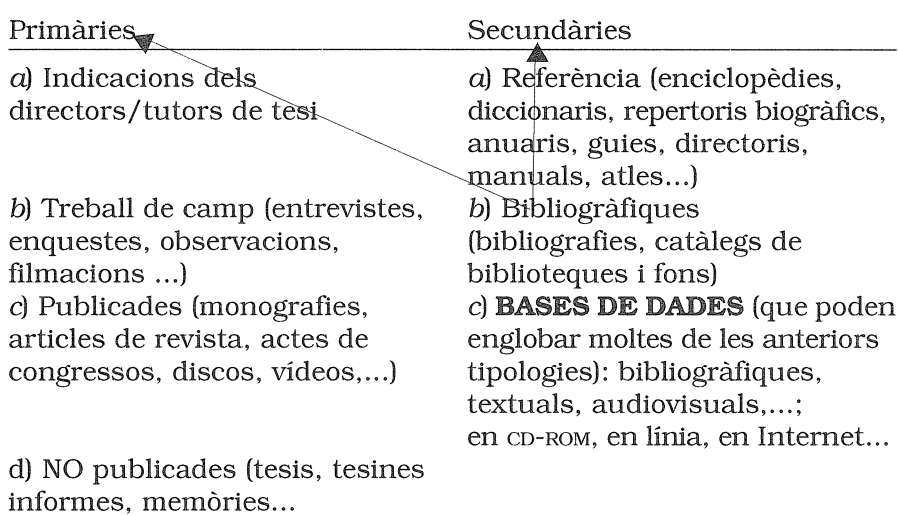 Primàries
a) Indicacions dels
directors/tutors de tesi
b) Treball de camp (entrevistes,
enquestes, observacions,
filmacions ...)
c) Publicades (monografies,
articles de revista, actes de
congressos, discos, vídeos,...)
d) NO publicades (tesis, tesines
informes, memòries...
Secundàries
a) Referència (enciclopèdies,
diccionaris, repertoris biogràfics,
anuaris, guies, directoris,
manuals, atles...)
b) Bibliogràfiques
(bibliografies, catàlegs de
biblioteques i fons)
c) BASES DE DADES (que poden
englobar moltes de les anteriors
tipologies): bibliogràfiques,
textuals, audiovisuals,...;
en CD-ROM, en línia, en Internet...